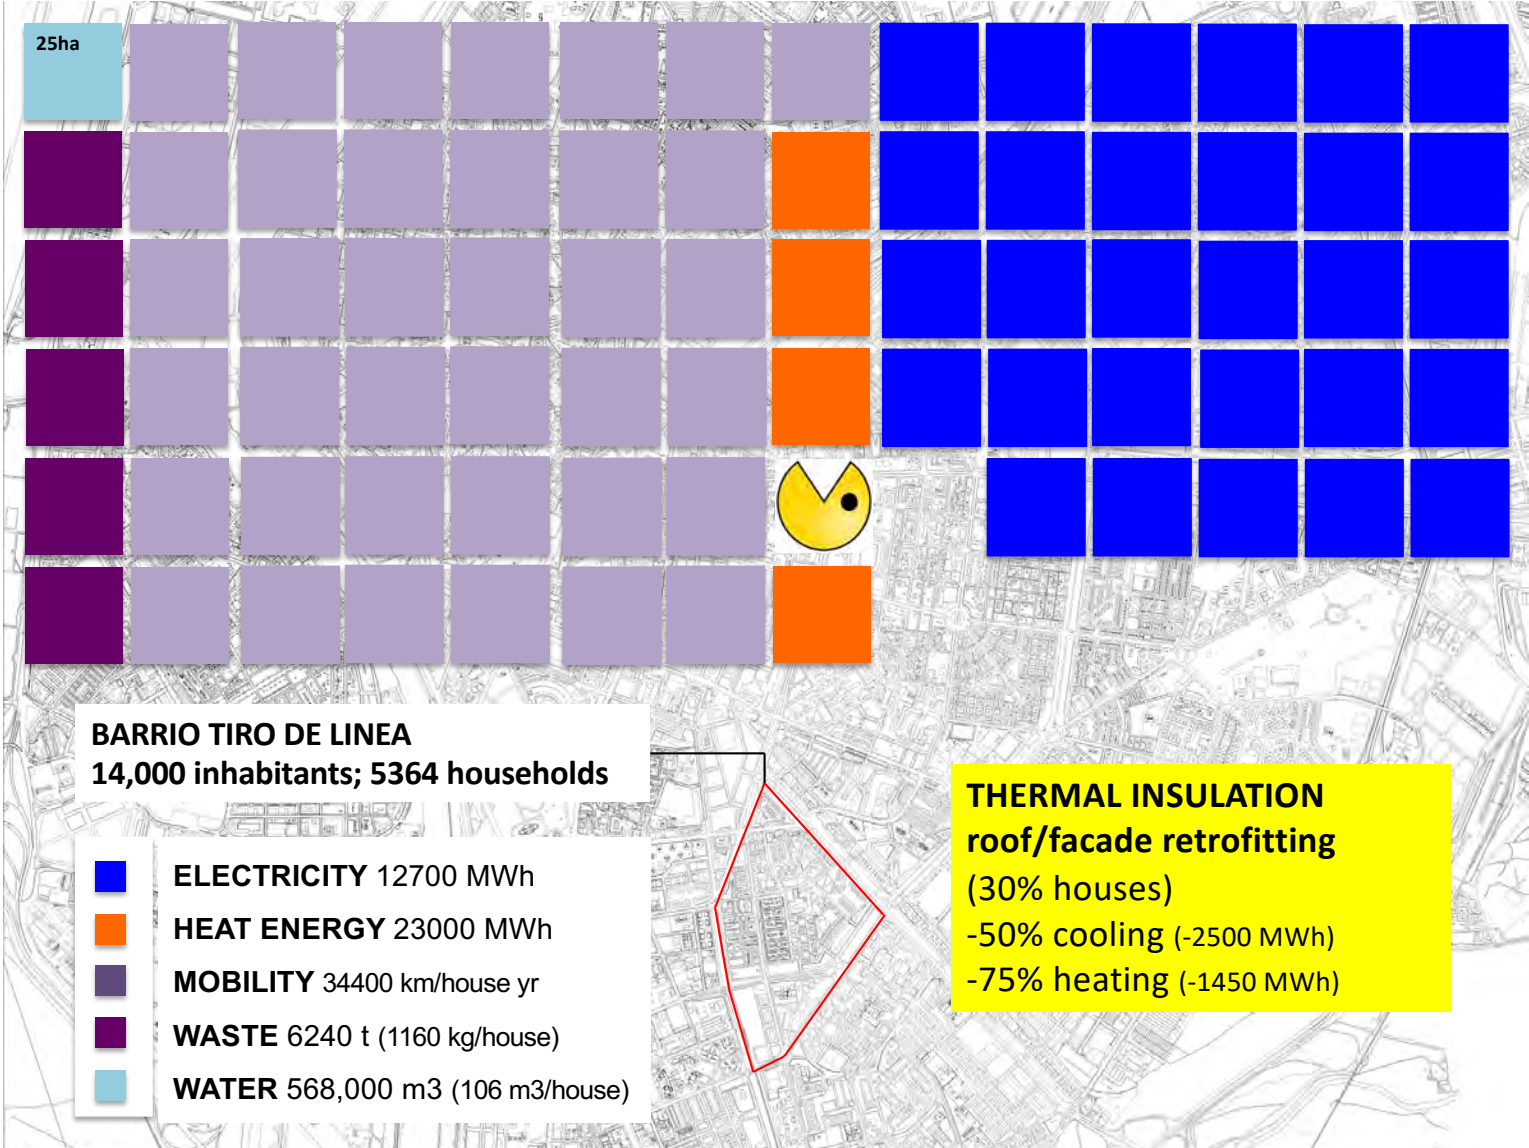 25ha
BARRIO TIRO DE LINEA
14,000 inhabitants; 5364 households
ELECTRICITY 12700 MWh
HEAT ENERGY 23000 MWh
MOBILITY 34400 km/house yr
WASTE 6240 t (1160 kg/house)
WATER 568,000 m3 (106 m3/house)
THERMAL INSULATION
roof/facade retrofitting
(30% houses)
-50% cooling (-2500 MWh)
-75% heating (-1450 MWh)